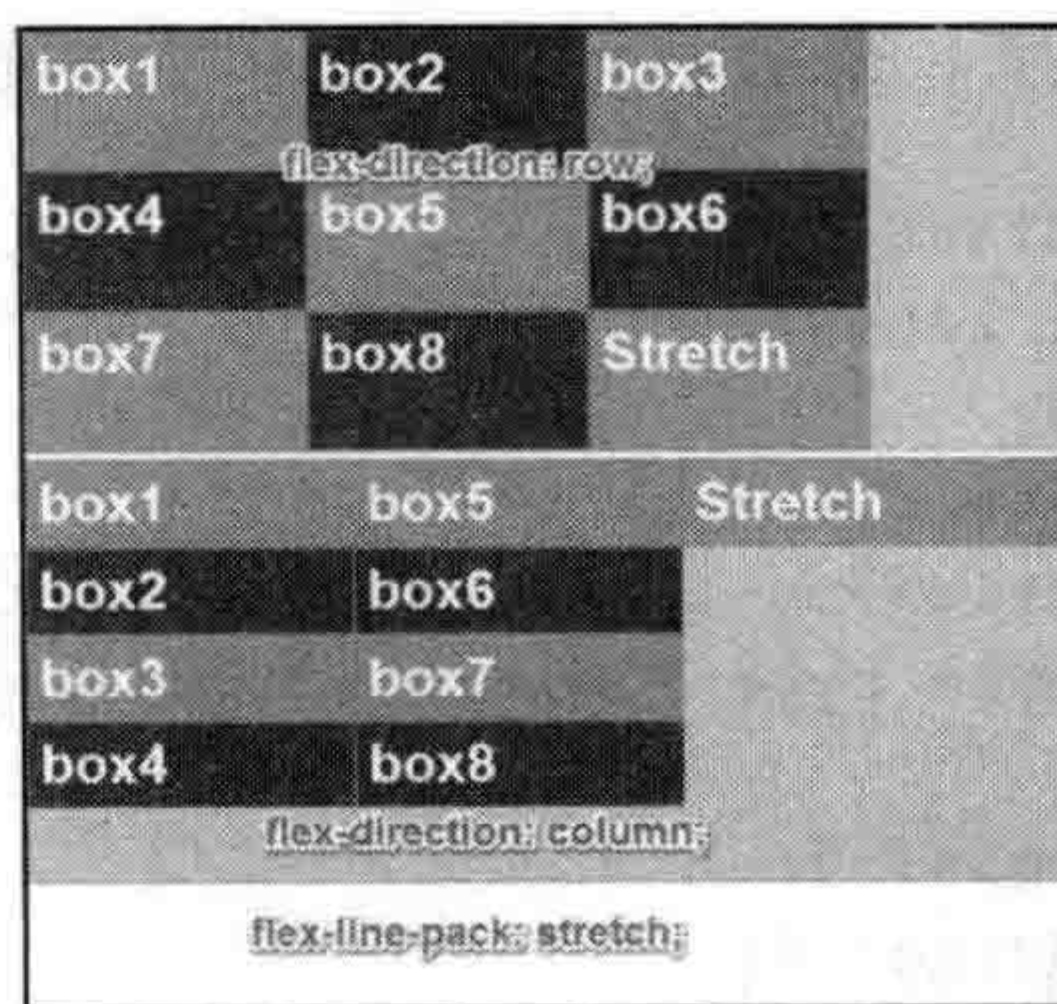 box1 box2 box3
flex-direction: row;
box4 box5 box6
box7 box8 Stretch
box1 box5 Stretch
box2 box6
box3 box7
box4 box8
flex-direction: column;
flex-line-pack: stretch;